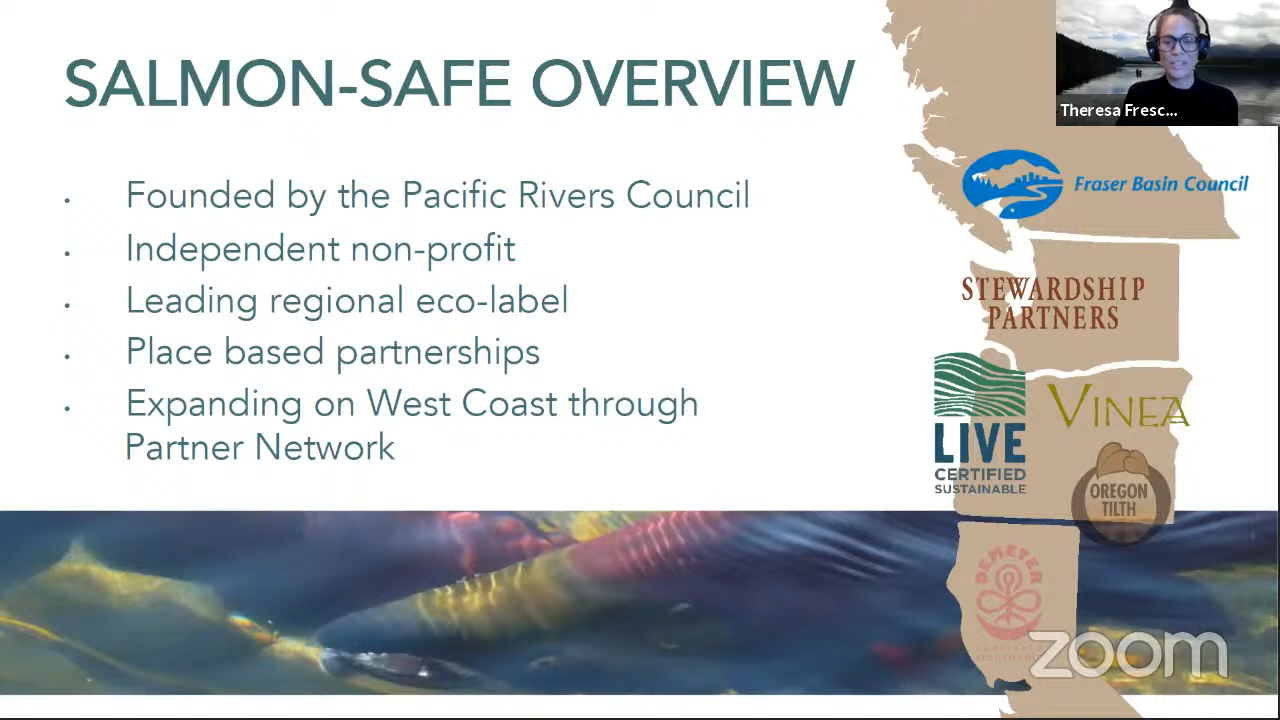 SALMON-SAFE OVERVIEW
Theresa Fresc...
• Founded by the Pacific Rivers Council
• Independent non-profit
• Leading regional eco-label
• Place based partnerships
• Expanding on West Coast through
Partner Network
Fraser Basin Council
STEWARDSHIP
PARTNERS
LIVE
CERTIFIED
SUSTAINABLE
VINEA
OREGON
TILTH
DEMETER
zoom